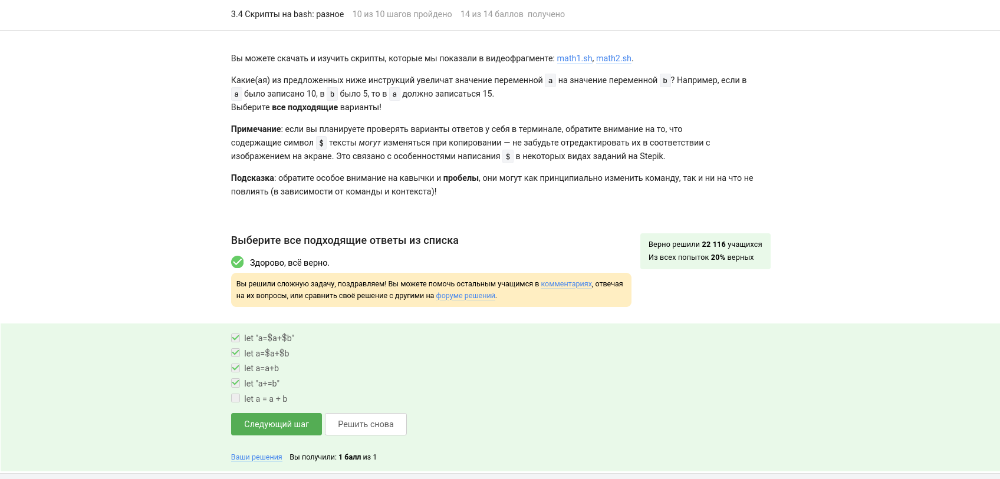 3.4 Скрипты на bash: разное 10 из 10 шагов пройдено 14 из 14 баллов получено
Вы можете скачать и изучить скрипты, которые мы показали в видеофрагменте: math1.sh, math2.sh.
Какие(ая) из предложенных ниже инструкций увеличат значение переменной a на значение переменной b? Например, если в
a было записано 10, в b было 5, то в a должно записаться 15.
Выберите все подходящие варианты!
Примечание: если вы планируете проверять варианты ответов у себя в терминале, обратите внимание на то, что
содержащие символ $ тексты могут изменяться при копировании — не забудьте отредактировать их в соответствии с
изображением на экране. Это связано с особенностями написания $ в некоторых видах заданий на Stepik.
Подсказка: обратите особое внимание на кавычки и пробелы, они могут как принципиально изменить команду, так и ни на что не
повлиять (в зависимости от команды и контекста)!
Выберите все подходящие ответы из списка
Верно решили 22 116 учащихся
Из всех попыток 20% верных
Здорово, всё верно.
Вы решили сложную задачу, поздравляем! Вы можете помочь остальным учащимся в комментариях, отвечая
на их вопросы, или сравнить своё решение с другими на форуме решений.
let "a=$a+$b"
let a=$a+$b
let a=a+b
let "a+=b"
let a = a + b
Следующий шаг Решить снова
Ваши решения Вы получили: 1 балл из 1